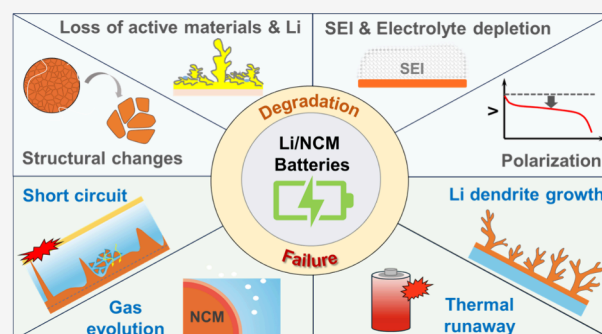 Loss of active materials & Li
SEI & Electrolyte depletion
SEI
Degradation
V
Structural changes
Li/NCM
Batteries
Polarization
Short circuit
Li dendrite growth
Failure
NCM
Gas
evolution
Thermal
runaway